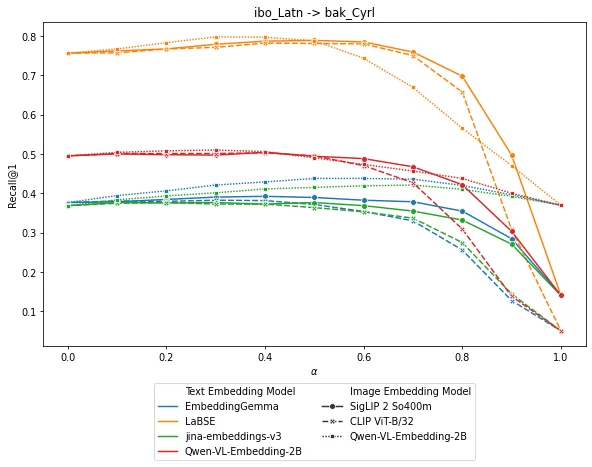 ibo_Latn -> bak_Cyrl
Recall@1
0.8
0.7
0.6
0.5
0.4
0.3
0.2
0.1
0.0 0.2 0.4 0.6 0.8 1.0
α
Text Embedding Model Image Embedding Model
EmbeddingGemma SigLIP 2 So400m
LaBSE CLIP ViT-B/32
jina-embeddings-v3 Qwen-VL-Embedding-2B
Qwen-VL-Embedding-2B